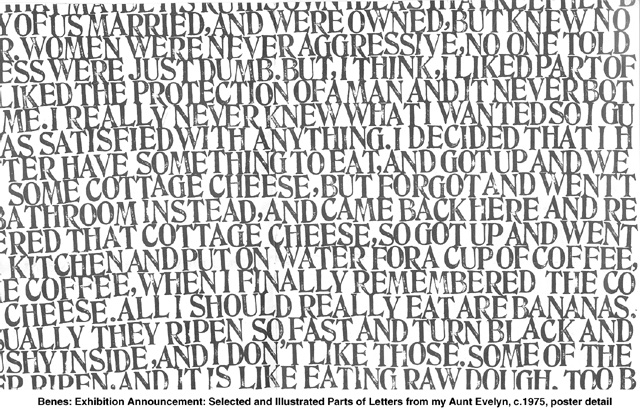 Y OF US MARRIED, AND WERE OWNED, BUT KNEW NO
R WOMEN WERE NEVER AGGRESSIVE, NO ONE TOLD
ESS WERE JUST DUMB. BUT, I THINK, I LIKED PART OF
LIKED THE PROTECTION OF A MAN AND IT NEVER BOT
ME. I REALLY NEVER KNEW WHAT I WANTED SO I GU
AS SATISFIED WITH ANYTHING. I DECIDED THAT I H
TER HAVE SOMETHING TO EAT, AND GOT UP AND WE
SOME COTTAGE CHEESE, BUT FORGOT AND WENT T
BATHROOM INSTEAD, AND CAME BACK HERE AND RE
ERED THAT COTTAGE CHEESE, SO GOT UP AND WENT
KITCHEN AND PUT ON WATER FOR A CUP OF COFFEE,
E COFFEE, WHEN I FINALLY REMEMBERED THE CO
CHEESE. ALL I SHOULD REALLY EAT ARE BANANAS.
UALLY THEY RIPEN SO FAST AND TURN BLACK AND
USHY INSIDE, AND I DON'T LIKE THOSE. SOME OF THE
ER RIPEN, AND IT IS LIKE EATING RAW DOUGH. TOO B
Benes: Exhibition Announcement: Selected and Illustrated Parts of Letters from my Aunt Evelyn, c.1975, poster detail